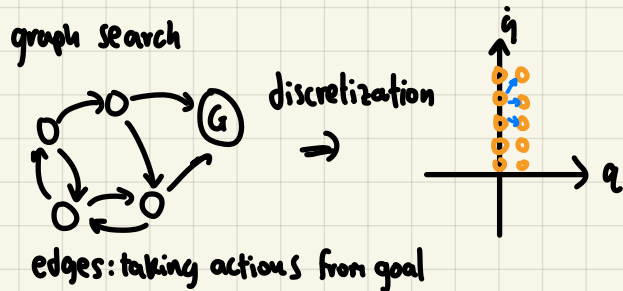 graph search
G
discretization
q̇
q
edges: taking actions from goal